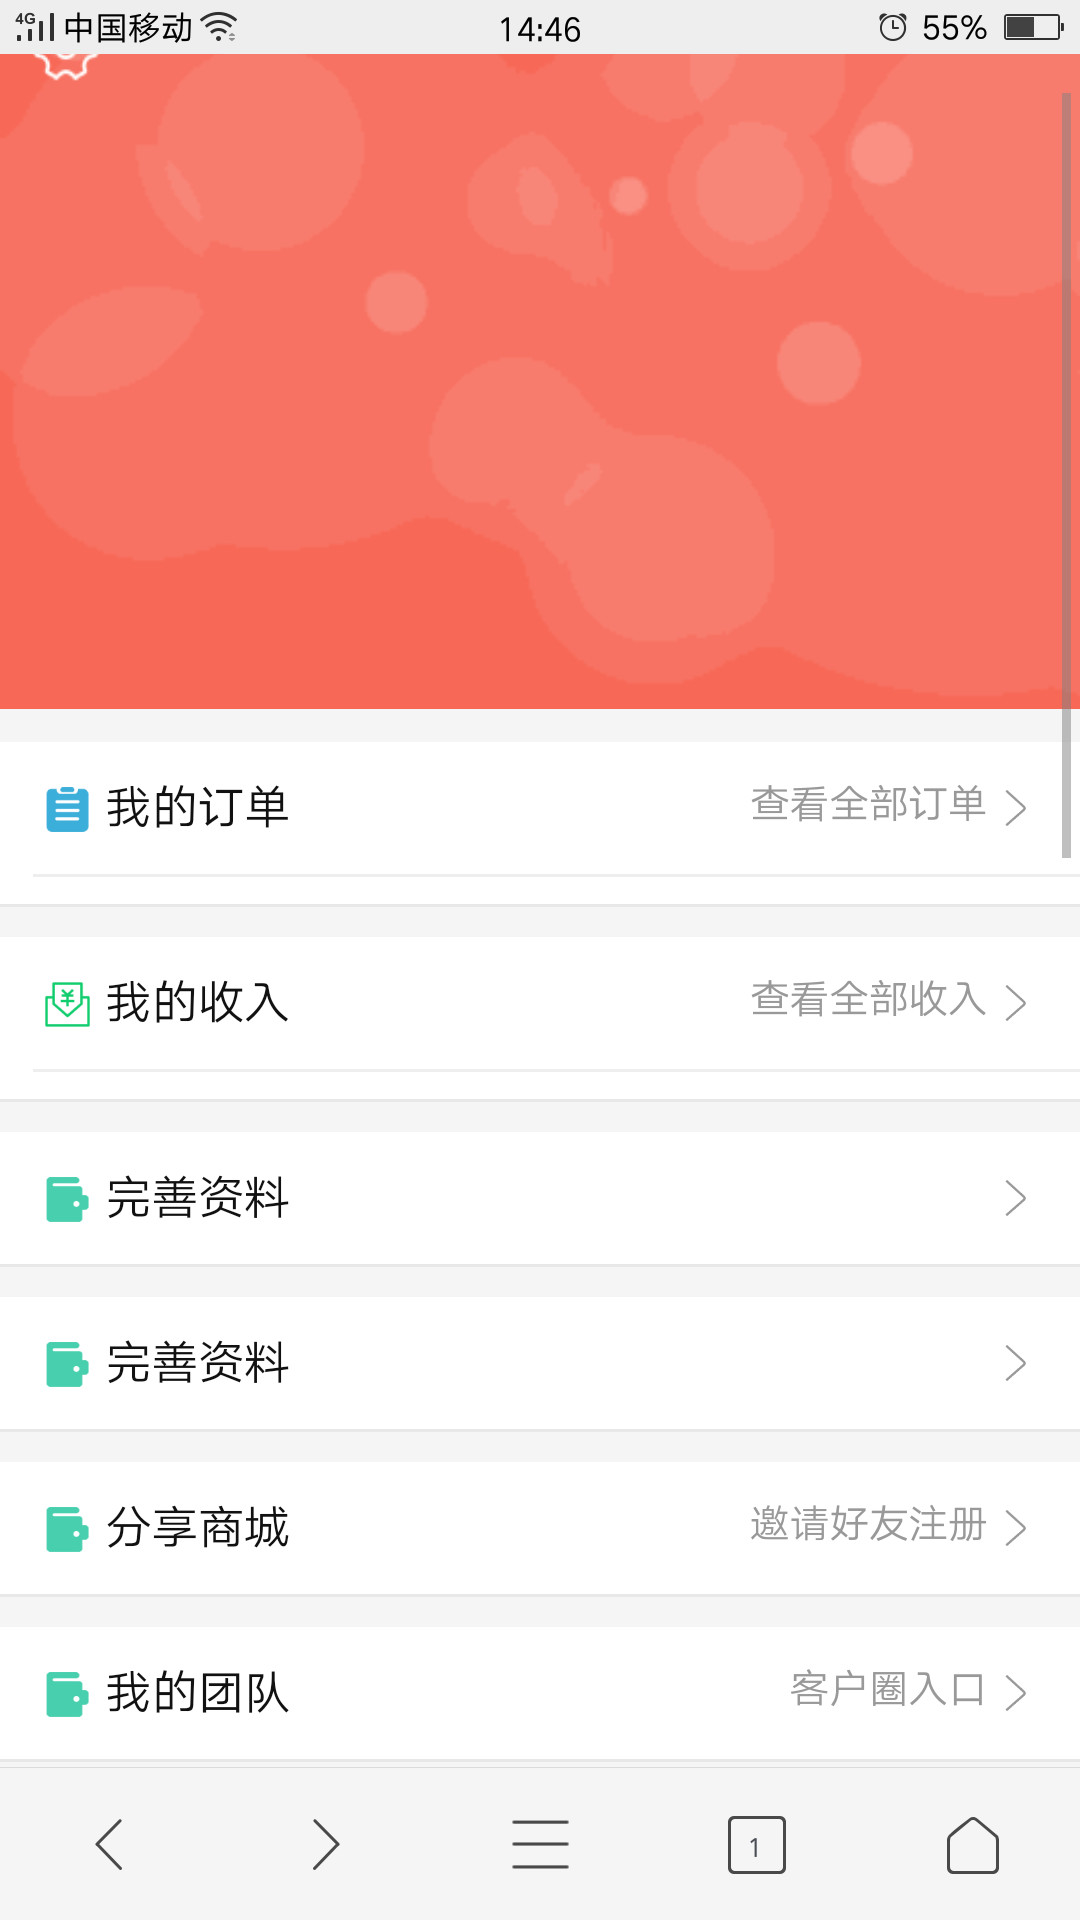 4G 中国移动 14:46 55%
我的订单 查看全部订单
我的收入 查看全部收入
完善资料
完善资料
分享商城 邀请好友注册
我的团队 客户圈入口
1